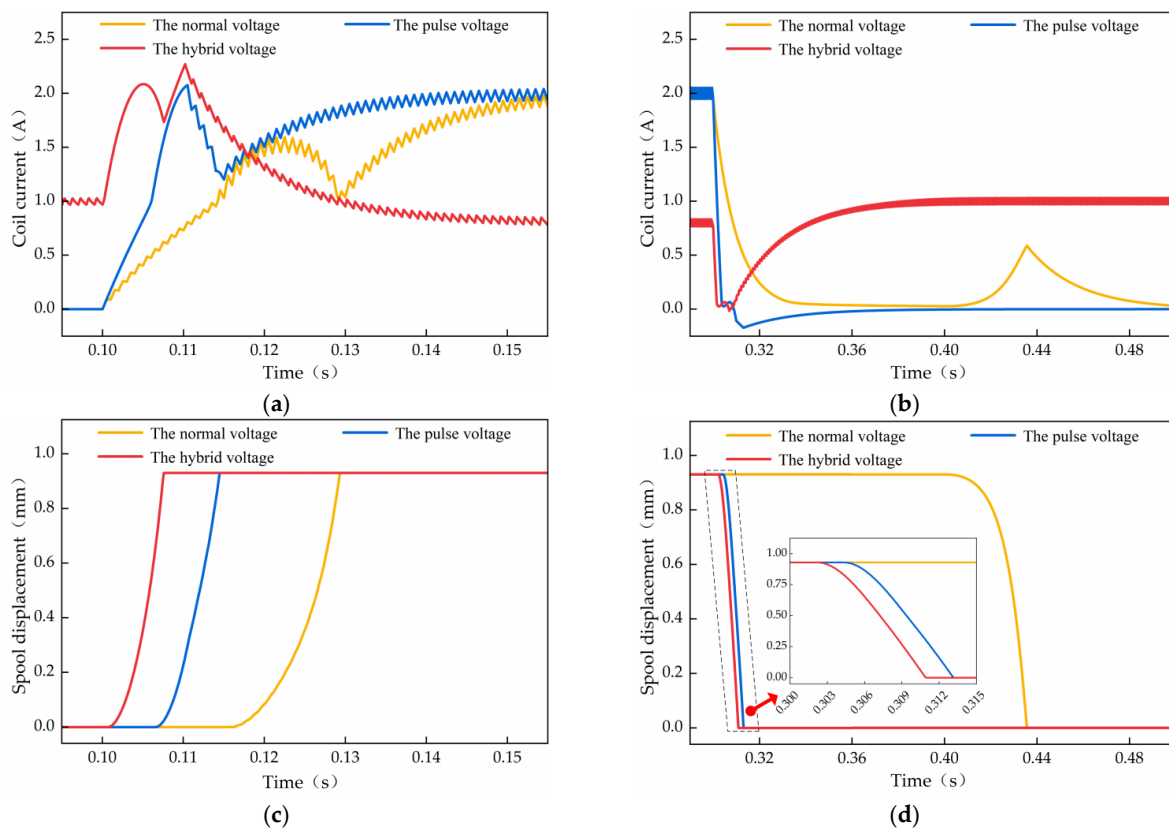 The normal voltage
The pulse voltage
The hybrid voltage
2.5
2.0
1.5
1.0
0.5
0.0
Coil current（A）
0.10
0.11
0.12
0.13
0.14
0.15
Time（s）
(a)
The normal voltage
The pulse voltage
The hybrid voltage
2.5
2.0
1.5
1.0
0.5
0.0
Coil current（A）
0.32
0.36
0.40
0.44
0.48
Time（s）
(b)
The normal voltage
The pulse voltage
The hybrid voltage
1.0
0.8
0.6
0.4
0.2
0.0
Spool displacement（mm）
0.10
0.11
0.12
0.13
0.14
0.15
Time（s）
(c)
The normal voltage
The pulse voltage
The hybrid voltage
1.0
0.8
0.6
0.4
0.2
0.0
Spool displacement（mm）
1.00
0.75
0.50
0.25
0.00
0.300
0.303
0.306
0.309
0.312
0.315
0.32
0.36
0.40
0.44
0.48
Time（s）
(d)